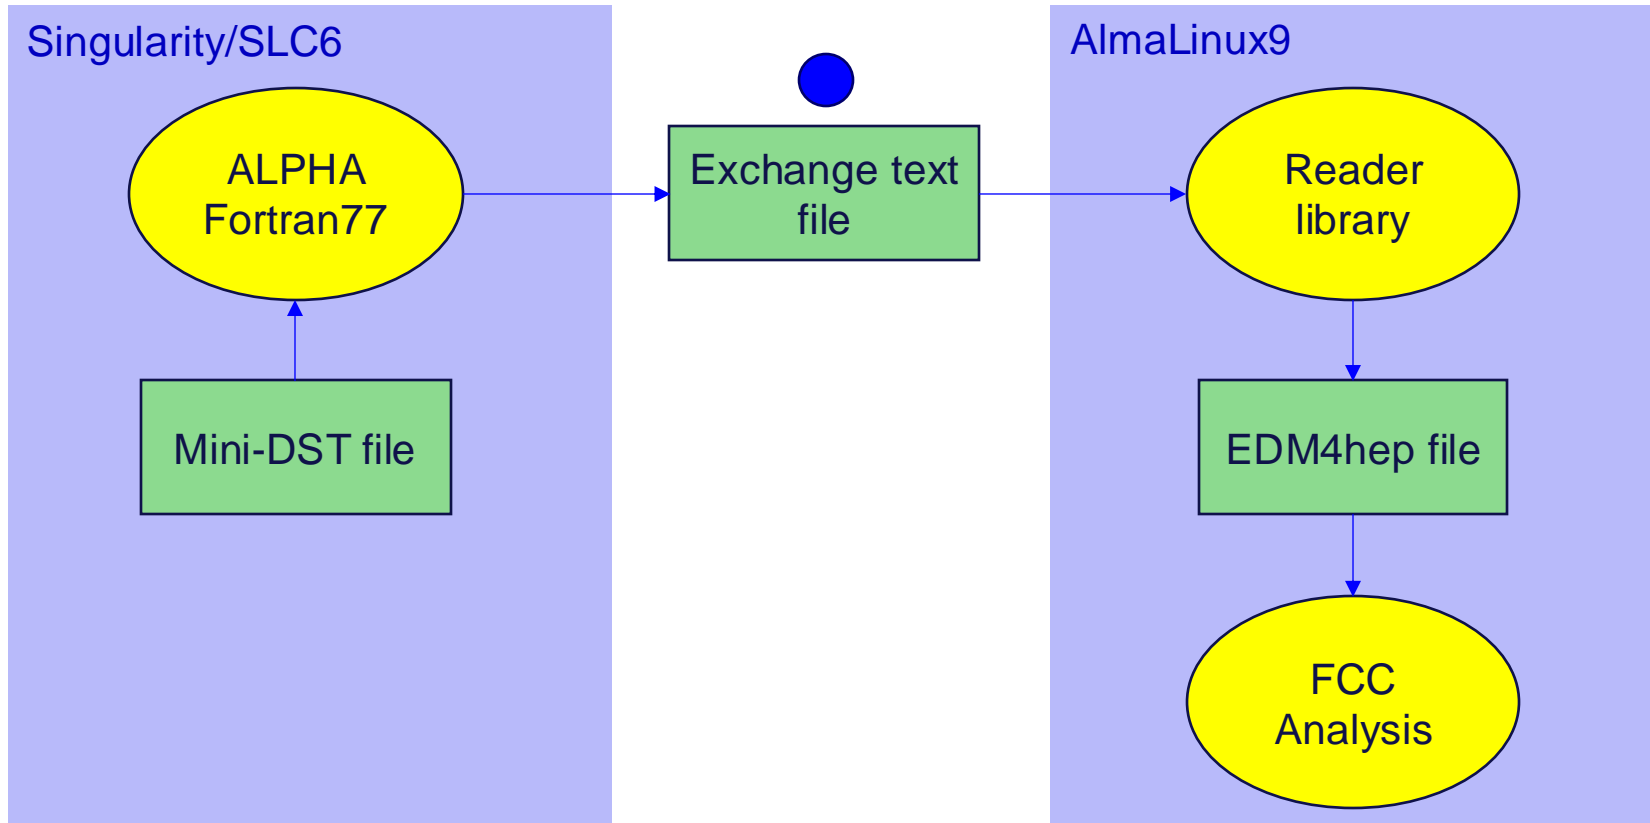 Singularity/SLC6
AlmaLinux9
ALPHA
Fortran77
Exchange text
file
Reader
library
Mini-DST file
EDM4hep file
FCC
Analysis